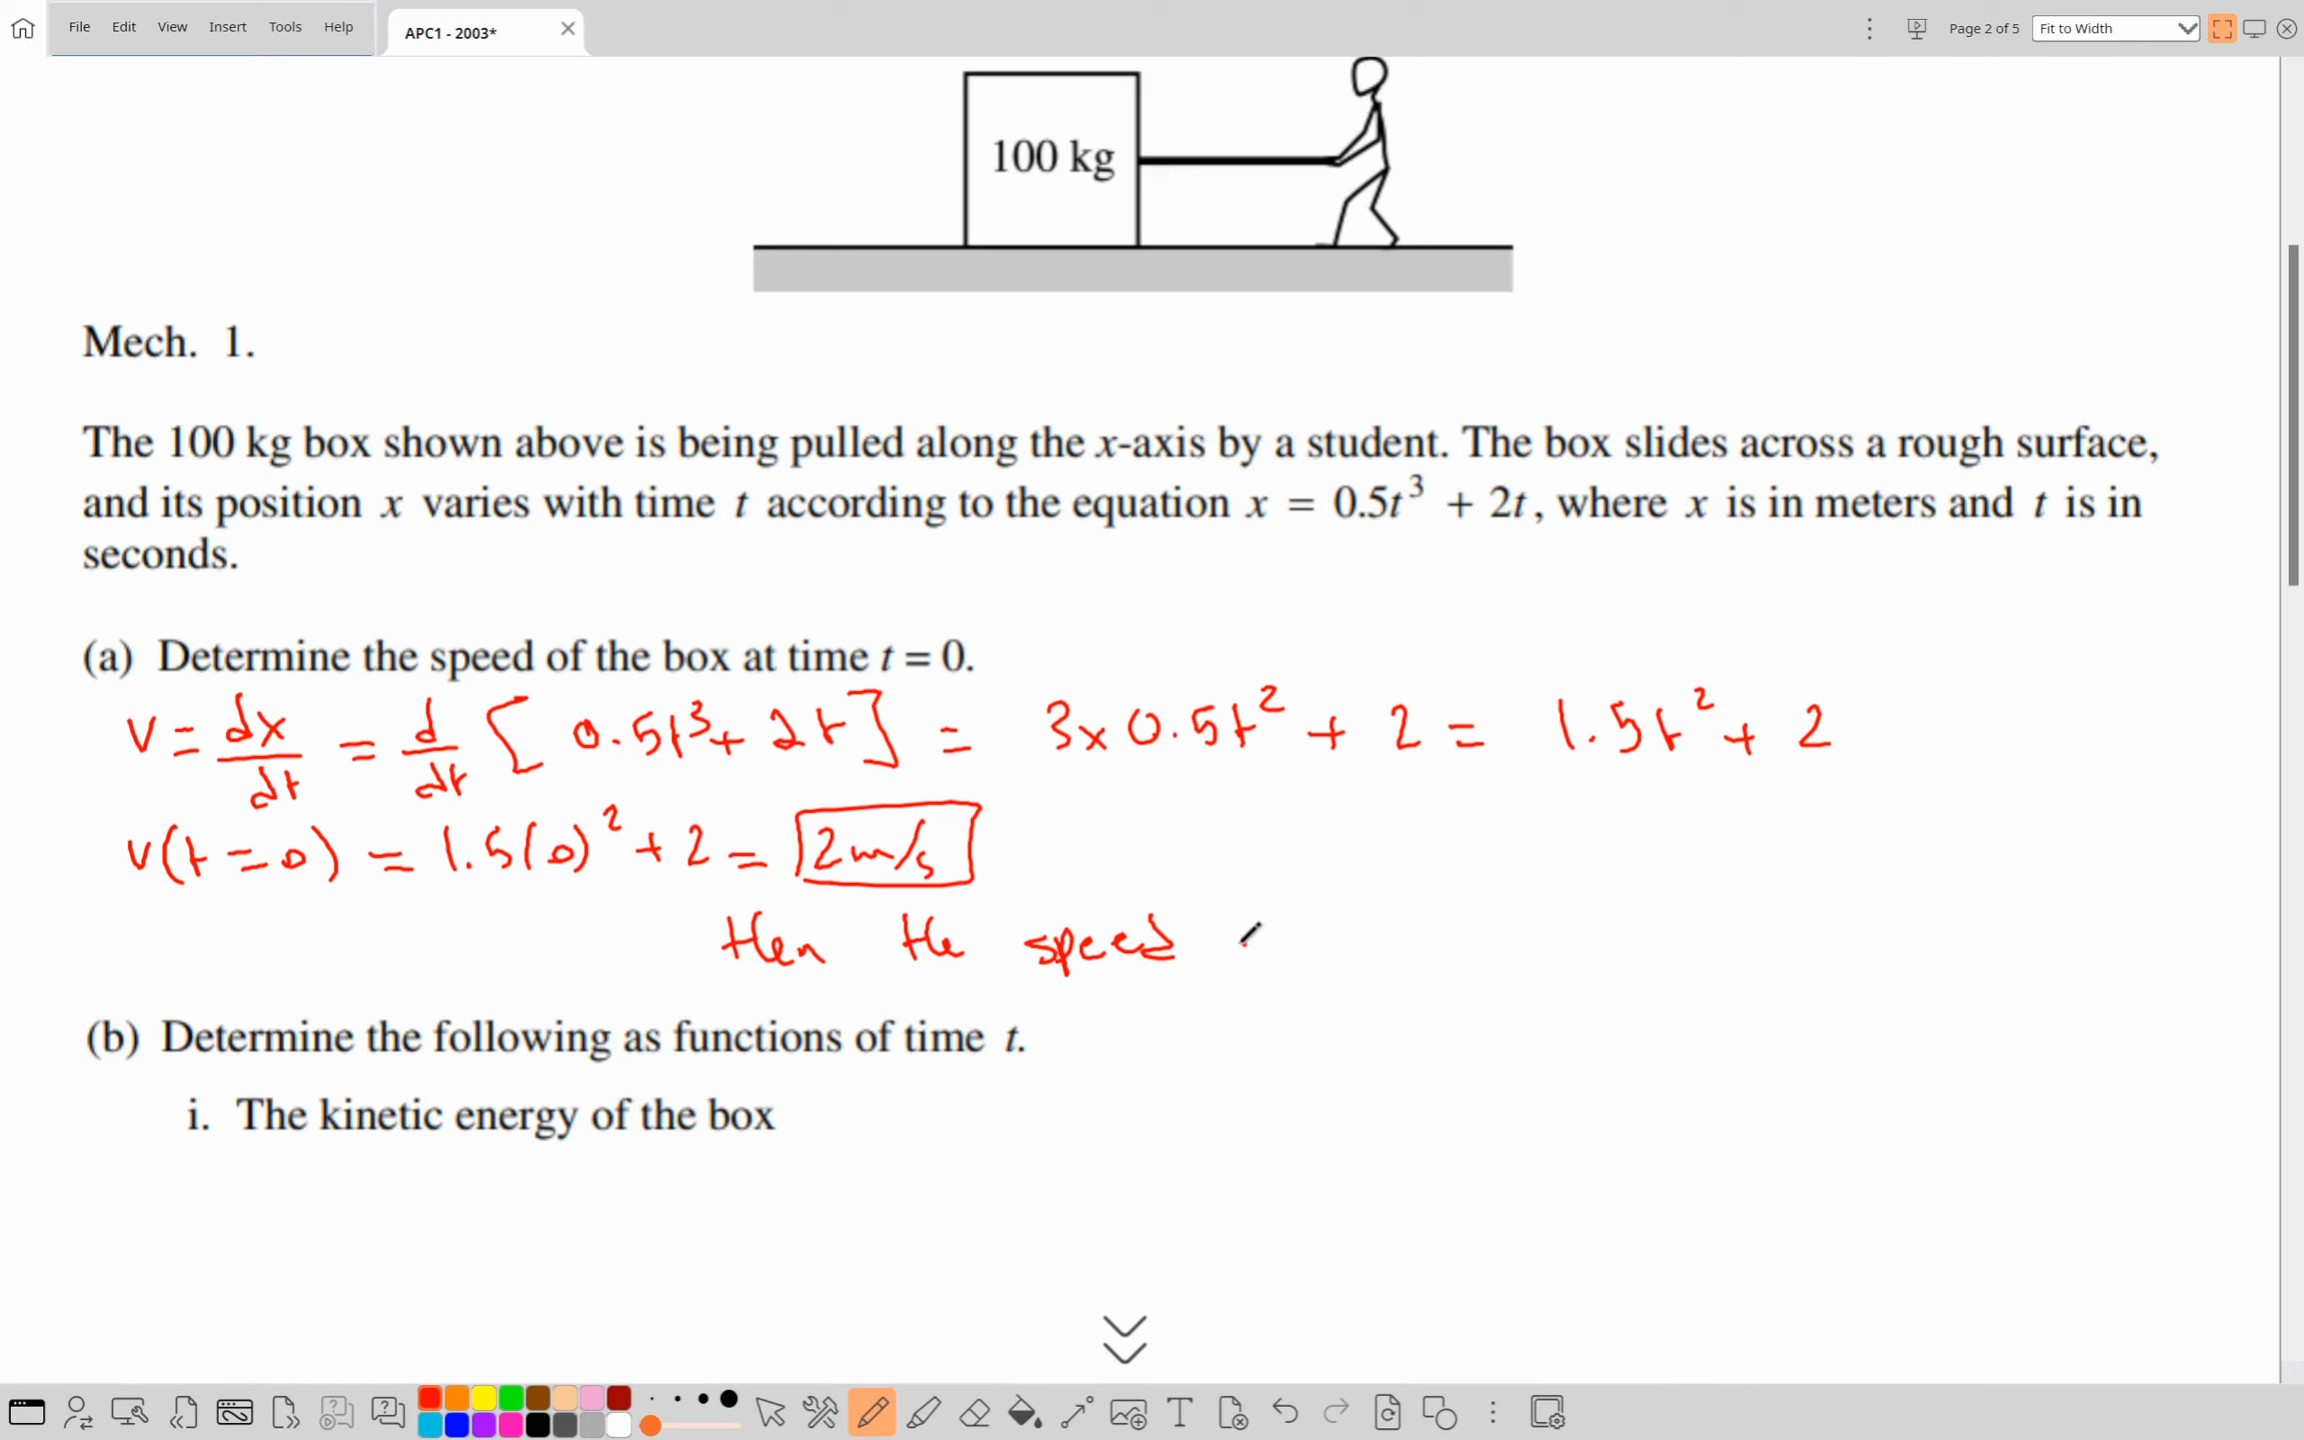 File Edit View Insert Tools Help APC1 - 2003* Page 2 of 5 Fit to Width
100 kg
Mech. 1.
The 100 kg box shown above is being pulled along the x-axis by a student. The box slides across a rough surface,
and its position x varies with time t according to the equation x = 0.5t³ + 2t, where x is in meters and t is in
seconds.
(a) Determine the speed of the box at time t = 0.
v = dx/dt = d/dt [0.5t³ + 2t] = 3x0.5t² + 2 = 1.5t² + 2
v(t=0) = 1.5(0)² + 2 = 2m/s
then the speed
(b) Determine the following as functions of time t.
i. The kinetic energy of the box